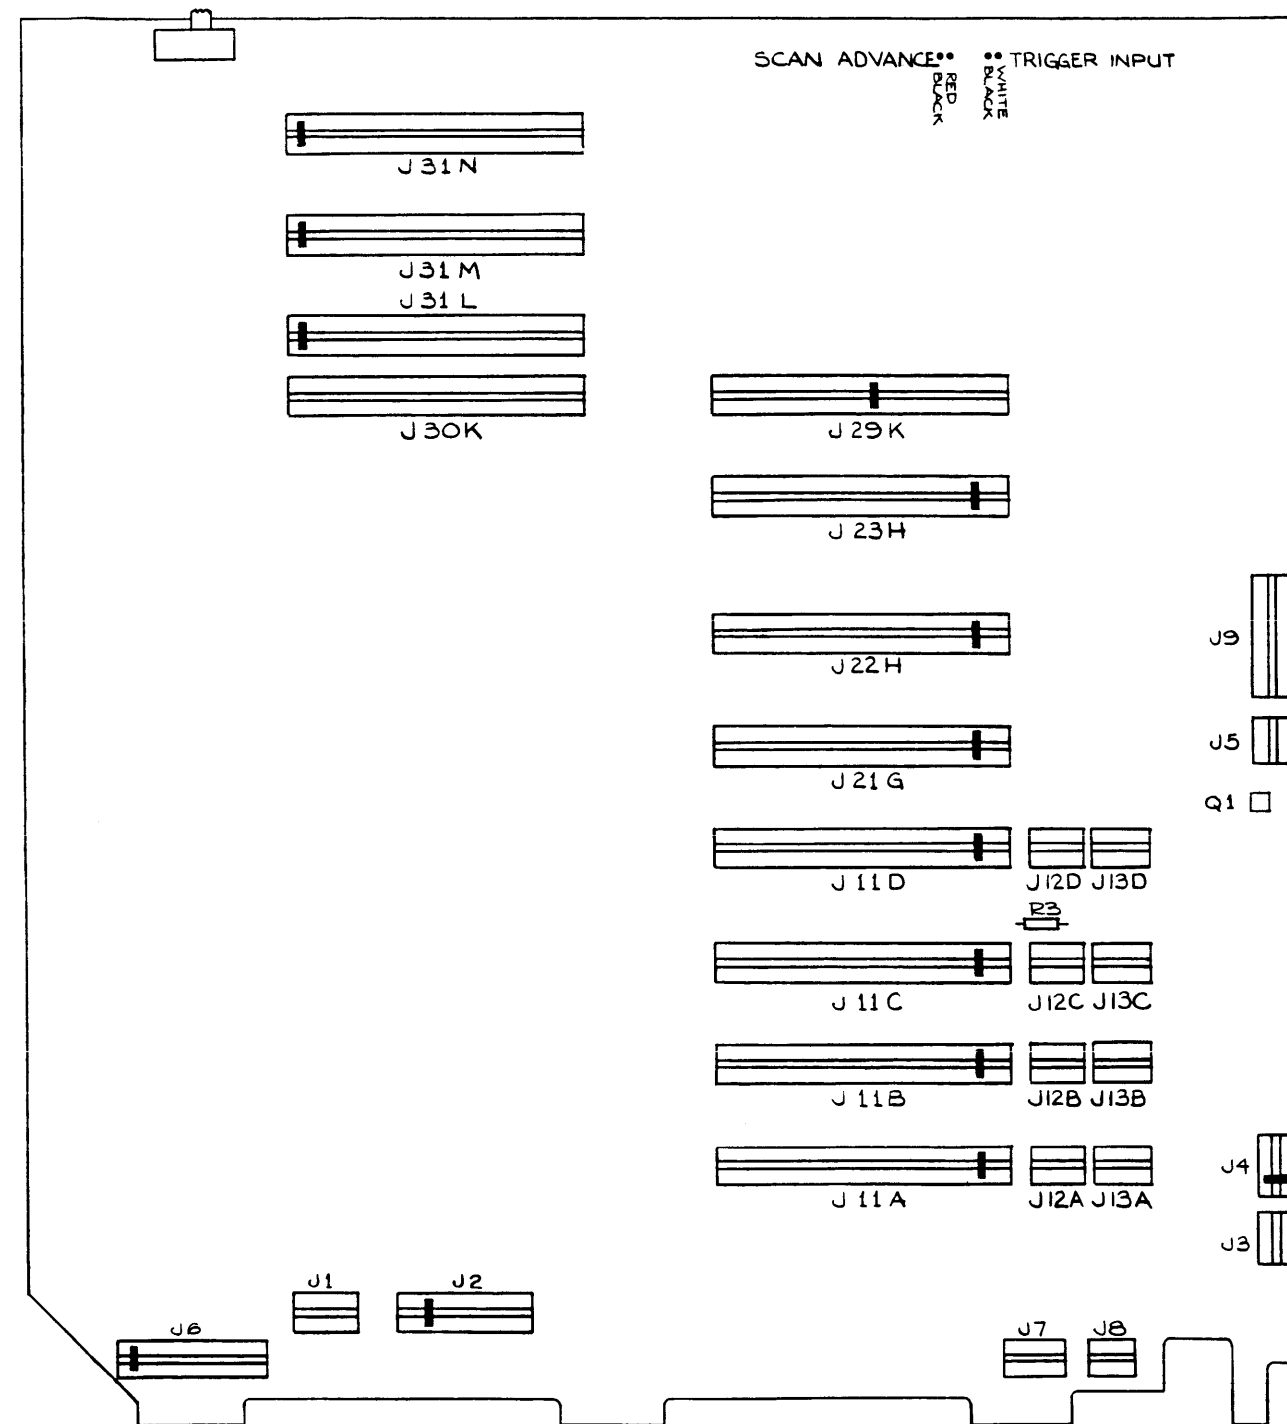 SCAN ADVANCE
RED
BLACK
TRIGGER INPUT
WHITE
BLACK
J31N
J31M
J31L
J30K
J29K
J23H
J22H
J9
J21G
J5
Q1
J11D
J12D
J13D
R3
J11C
J12C
J13C
J11B
J12B
J13B
J11A
J12A
J13A
J4
J3
J1
J2
J6
J7
J8